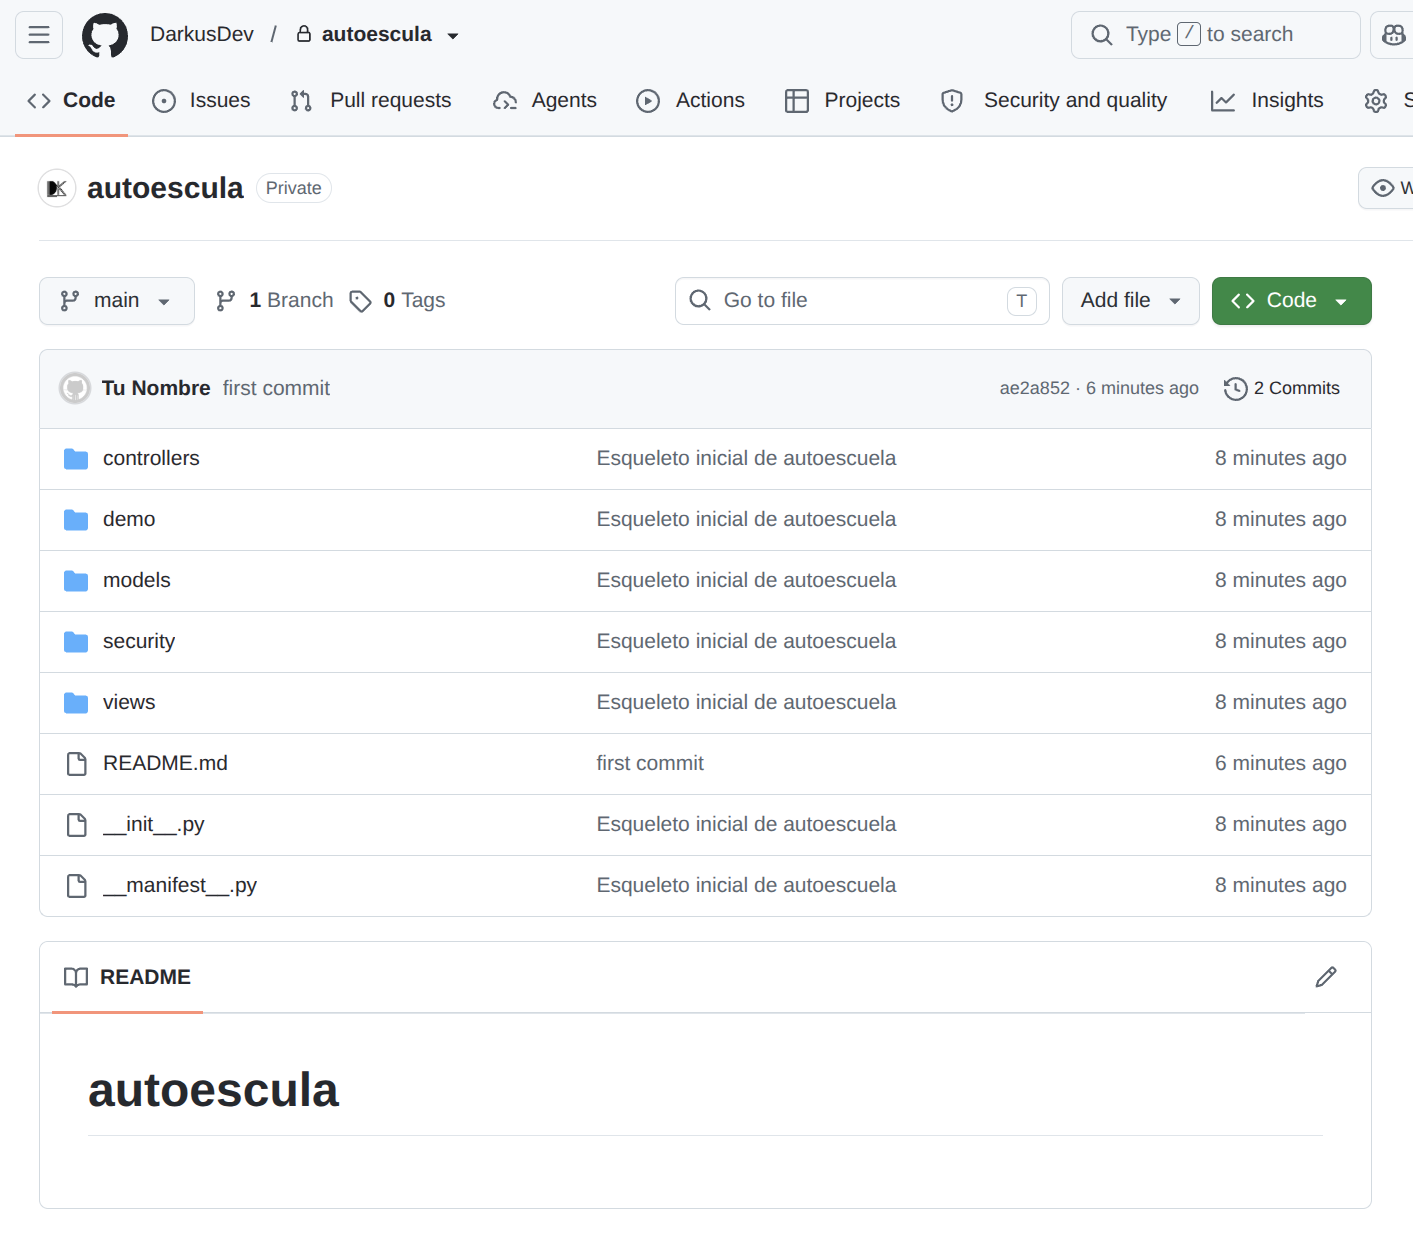 DarkusDev / autoescula
Type / to search
Code Issues Pull requests Agents Actions Projects Security and quality Insights S
DK autoescula Private W
main 1 Branch 0 Tags Go to file T Add file Code
Tu Nombre first commit ae2a852 · 6 minutes ago 2 Commits
controllers Esqueleto inicial de autoescuela 8 minutes ago
demo Esqueleto inicial de autoescuela 8 minutes ago
models Esqueleto inicial de autoescuela 8 minutes ago
security Esqueleto inicial de autoescuela 8 minutes ago
views Esqueleto inicial de autoescuela 8 minutes ago
README.md first commit 6 minutes ago
__init__.py Esqueleto inicial de autoescuela 8 minutes ago
__manifest__.py Esqueleto inicial de autoescuela 8 minutes ago
README
autoescula